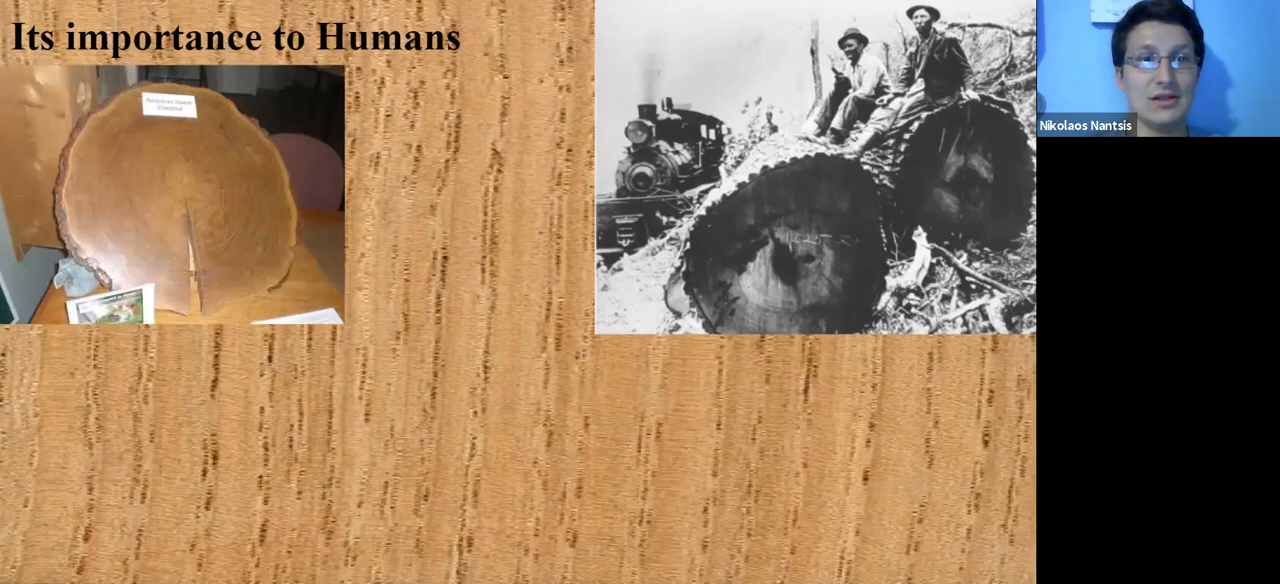 Its importance to Humans
American Sweet
Chestnut
Nikolaos Nantsis